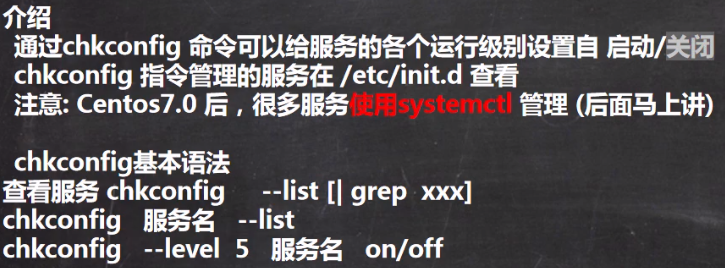 介绍
通过chkconfig 命令可以给服务的各个运行级别设置自 启动/关闭
chkconfig 指令管理的服务在 /etc/init.d 查看
注意: Centos7.0 后，很多服务使用systemctl 管理 (后面马上讲)
chkconfig基本语法
查看服务 chkconfig --list [| grep xxx]
chkconfig 服务名 --list
chkconfig --level 5 服务名 on/off